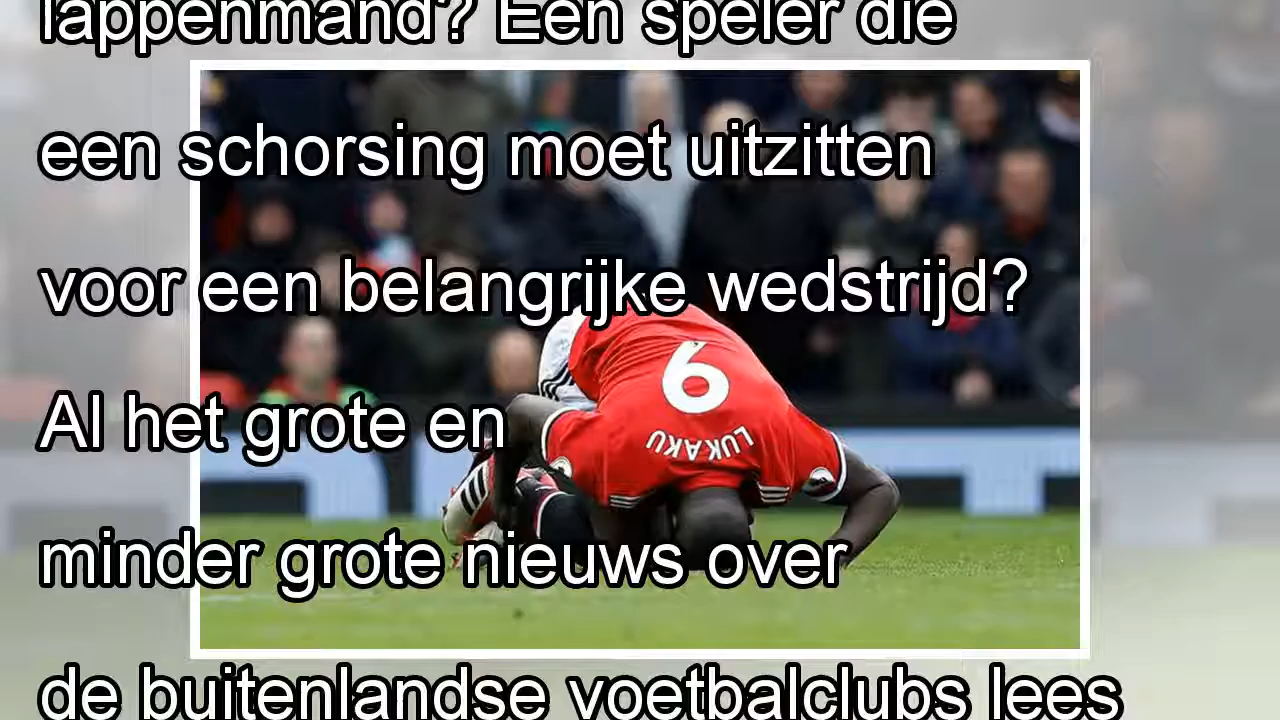 lappenmand? Een speler die
een schorsing moet uitzitten
voor een belangrijke wedstrijd?
Al het grote en
9
LUKAKU
minder grote nieuws over
de buitenlandse voetbalclubs lees